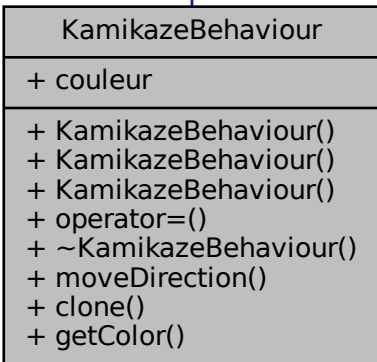 KamikazeBehaviour
+ couleur
+ KamikazeBehaviour()
+ KamikazeBehaviour()
+ KamikazeBehaviour()
+ operator=()
+ ~KamikazeBehaviour()
+ moveDirection()
+ clone()
+ getColor()